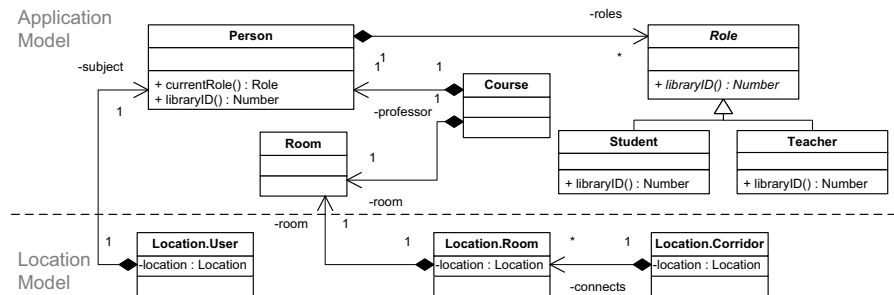 Application
Model
Person
-roles
Role
*
1
-subject
+ currentRole() : Role
+ libraryID() : Number
1
1
1
Course
+ libraryID() : Number
1
-professor
1
Room
Student
Teacher
1
+ libraryID() : Number
+ libraryID() : Number
-room
-room
1
Location
Model
1
Location.User
-location : Location
1
Location.Room
-location : Location
*
1
Location.Corridor
-location : Location
-connects